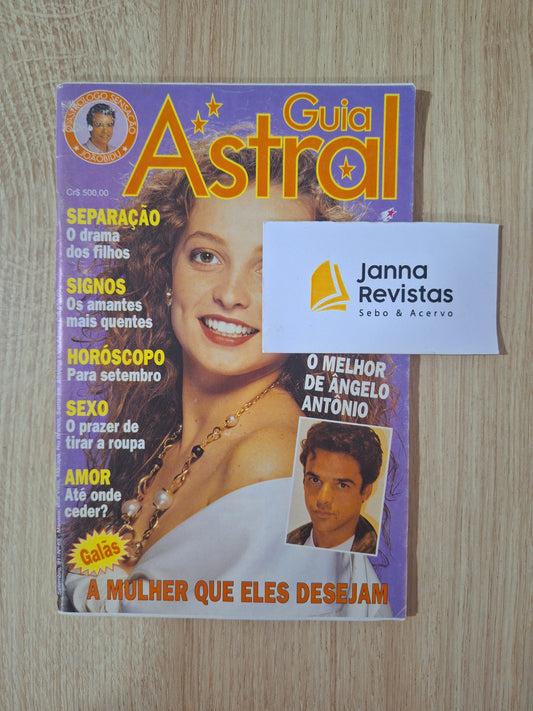 O ASTRÓLOGO SENSAÇÃO
JOÃO BIDU
Guia
Astral
Cr$ 500,00
SEPARAÇÃO
O drama
dos filhos
SIGNOS
Os amantes
mais quentes
HORÓSCOPO
Para setembro
SEXO
O prazer de
tirar a roupa
AMOR
Até onde
ceder?
Galãs
A MULHER QUE ELES DESEJAM
Janna
Revistas
Sebo & Acervo
O MELHOR
DE ÂNGELO
ANTÔNIO